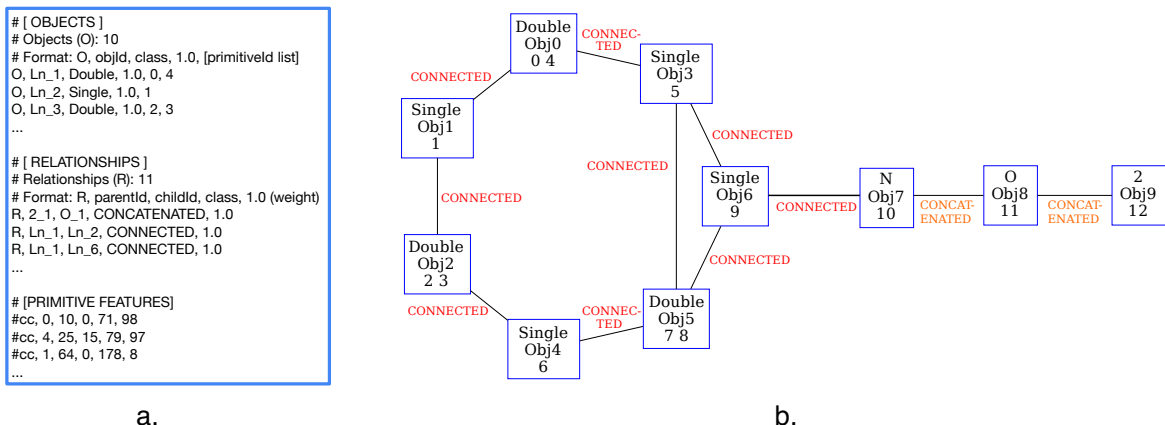 # [ OBJECTS ]
# Objects (O): 10
# Format: O, objId, class, 1.0, [primitiveId list]
O, Ln_1, Double, 1.0, 0, 4
O, Ln_2, Single, 1.0, 1
O, Ln_3, Double, 1.0, 2, 3
...
# [ RELATIONSHIPS ]
# Relationships (R): 11
# Format: R, parentId, childId, class, 1.0 (weight)
R, 2_1, O_1, CONCATENATED, 1.0
R, Ln_1, Ln_2, CONNECTED, 1.0
R, Ln_1, Ln_6, CONNECTED, 1.0
...
# [PRIMITIVE FEATURES]
#cc, 0, 10, 0, 71, 98
#cc, 4, 25, 15, 79, 97
#cc, 1, 64, 0, 178, 8
...
a.
Double
Obj0
0 4
CONNEC-
TED
Single
Obj3
5
CONNECTED
Single
Obj1
1
CONNECTED
CONNECTED
Single
Obj6
9
CONNECTED
N
Obj7
10
CONCAT-
ENATED
O
Obj8
11
CONCAT-
ENATED
2
Obj9
12
Double
Obj2
2 3
CONNECTED
CONNECTED
Single
Obj4
6
CONNEC-
TED
Double
Obj5
7 8
b.